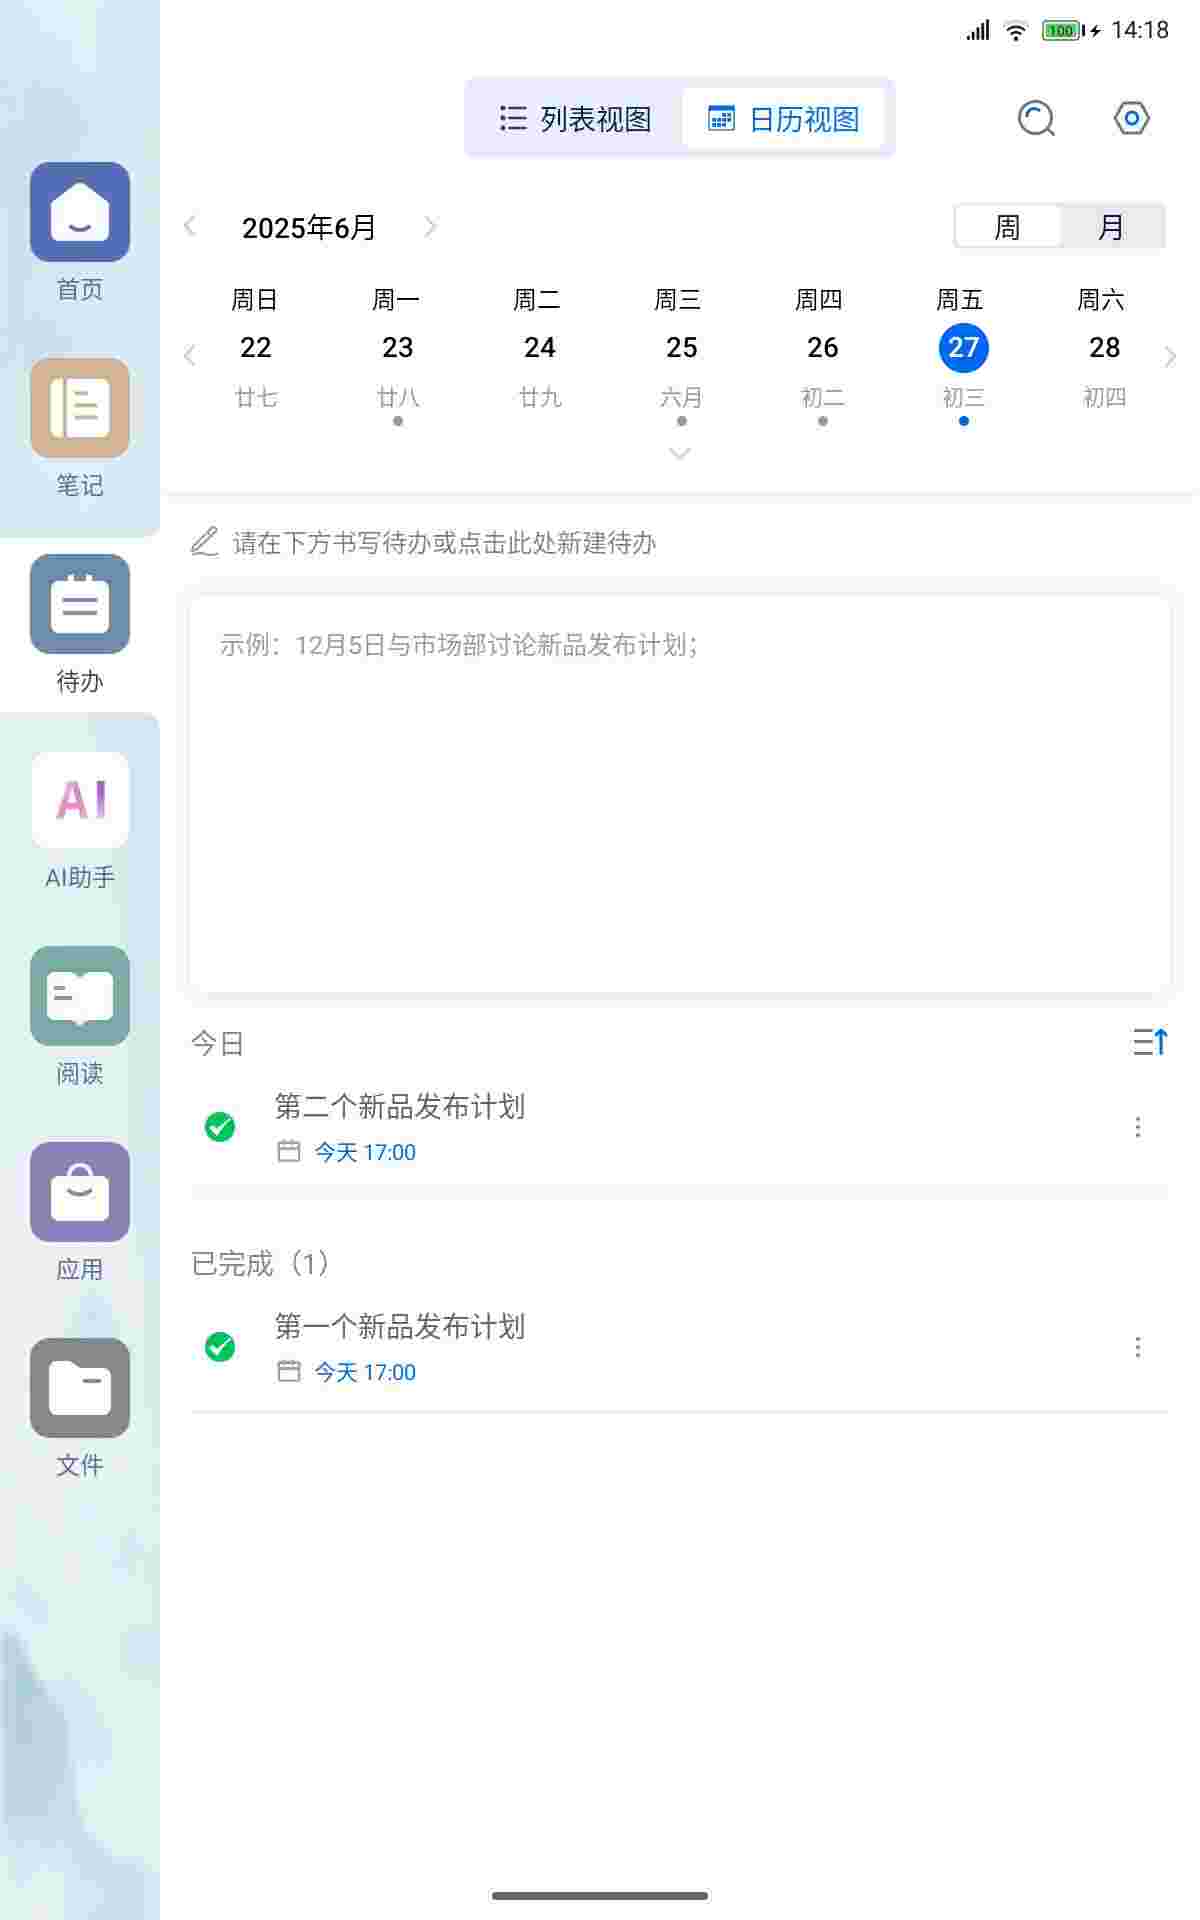 100 14:18
列表视图 日历视图
2025年6月 周 月
周日 周一 周二 周三 周四 周五 周六
22 23 24 25 26 27 28
廿七 廿八 廿九 六月 初二 初三 初四
请在下方书写待办或点击此处新建待办
示例：12月5日与市场部讨论新品发布计划；
今日
第二个新品发布计划
今天 17:00
已完成（1）
第一个新品发布计划
今天 17:00
首页
笔记
待办
AI
AI助手
阅读
应用
文件